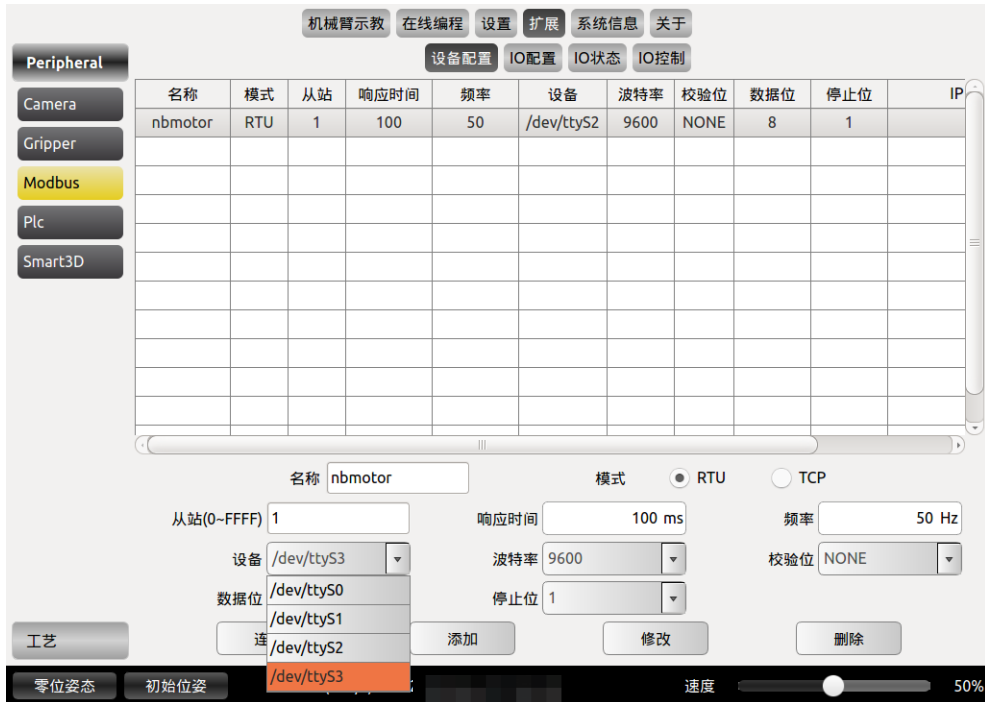 机械臂示教 在线编程 设置 扩展 系统信息 关于
Peripheral 设备配置 IO配置 IO状态 IO控制
Camera
Gripper
Modbus
Plc
Smart3D
名称 模式 从站 响应时间 频率 设备 波特率 校验位 数据位 停止位 IP
nbmotor RTU 1 100 50 /dev/ttyS2 9600 NONE 8 1
名称 nbmotor 模式 RTU TCP
从站(0~FFFF) 1 响应时间 100 ms 频率 50 Hz
设备 /dev/ttyS3 波特率 9600 校验位 NONE
数据位 /dev/ttyS0 停止位 1
/dev/ttyS1
/dev/ttyS2
/dev/ttyS3
工艺 连 添加 修改 删除
零位姿态 初始位姿 速度 50%